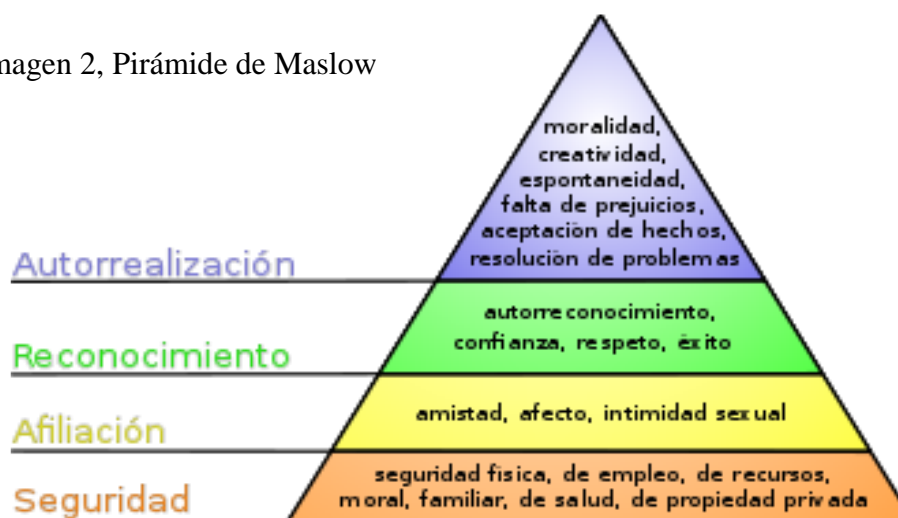 magen 2, Pirámide de Maslow
moralidad,
creatividad,
espontaneidad,
falta de prejuicios,
aceptación de hechos,
resolución de problemas
Autorrealización
autorreconocimiento,
confianza, respeto, éxito
Reconocimiento
amistad, afecto, intimidad sexual
Afiliación
seguridad física, de empleo, de recursos,
moral, familiar, de salud, de propiedad privada
Seguridad